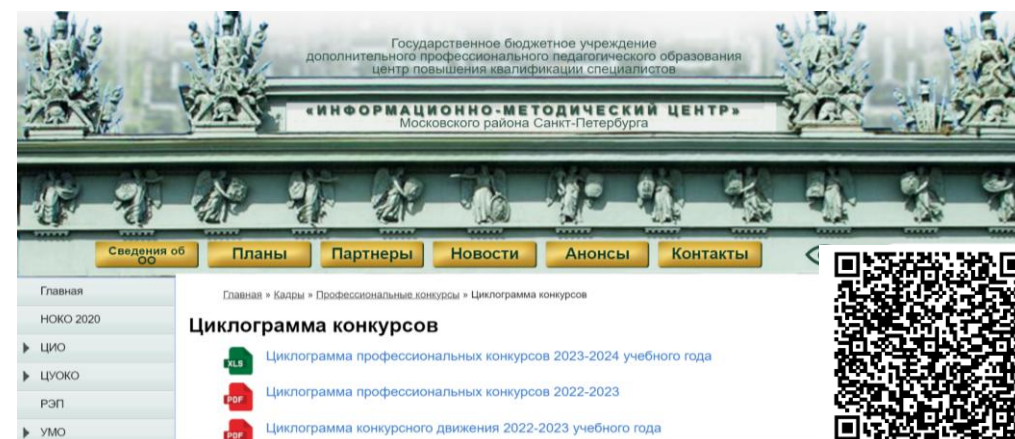 Государственное бюджетное учреждение
дополнительного профессионального педагогического образования
центр повышения квалификации специалистов
«ИНФОРМАЦИОННО-МЕТОДИЧЕСКИЙ ЦЕНТР»
Московского района Санкт-Петербурга
Сведения об ОО
Планы
Партнеры
Новости
Анонсы
Контакты
Главная
НОКО 2020
ЦИО
ЦУОКО
РЭП
УМО
Главная » Кадры » Профессиональные конкурсы » Циклограмма конкурсов
Циклограмма конкурсов
XLS Циклограмма профессиональных конкурсов 2023-2024 учебного года
PDF Циклограмма профессиональных конкурсов 2022-2023
PDF Циклограмма конкурсного движения 2022-2023 учебного года